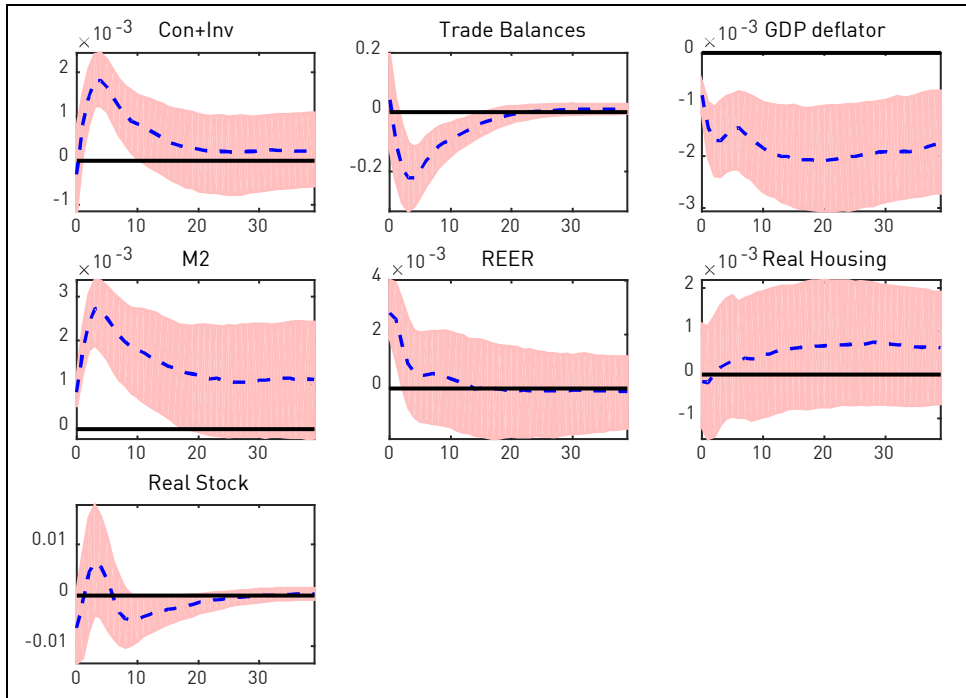 Con+Inv
× 10⁻³
2
1
0
-1
0 10 20 30
Trade Balances
0.2
0
-0.2
0 10 20 30
GDP deflator
× 10⁻³
0
-1
-2
-3
0 10 20 30
M2
× 10⁻³
3
2
1
0
0 10 20 30
REER
× 10⁻³
4
2
0
0 10 20 30
Real Housing
× 10⁻³
2
1
0
-1
0 10 20 30
Real Stock
0.01
0
-0.01
0 10 20 30